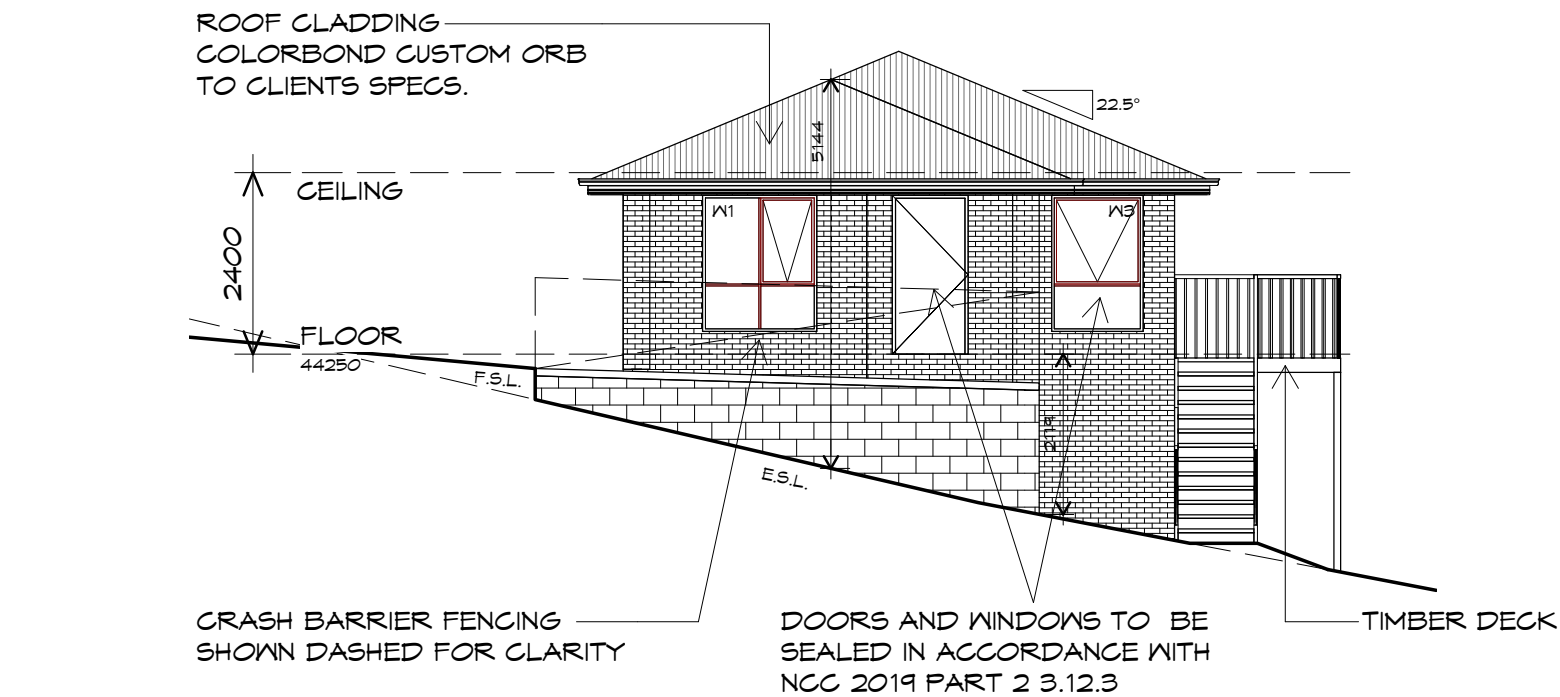 ROOF CLADDING
COLORBOND CUSTOM ORB
TO CLIENTS SPECS.
22.5°
5144
CEILING
2400
W1
W3
FLOOR
44250
F.S.L.
2119
E.S.L.
CRASH BARRIER FENCING
SHOWN DASHED FOR CLARITY
DOORS AND WINDOWS TO BE
SEALED IN ACCORDANCE WITH
NCC 2019 PART 2 3.12.3
TIMBER DECK